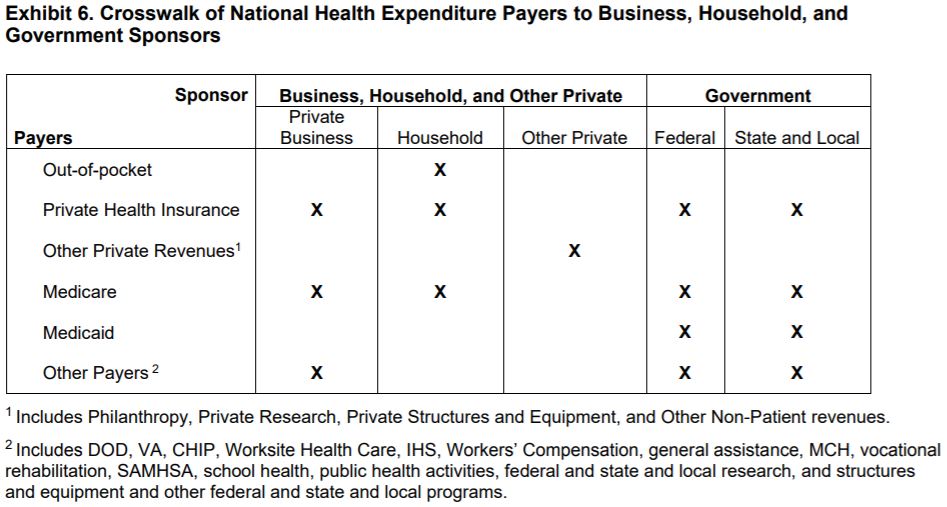 Exhibit 6. Crosswalk of National Health Expenditure Payers to Business, Household, and
Government Sponsors
Sponsor Business, Household, and Other Private Government
Payers Private Business Household Other Private Federal State and Local
Out-of-pocket X
Private Health Insurance X X X X
Other Private Revenues¹ X
Medicare X X X X
Medicaid X X
Other Payers ² X X X
¹ Includes Philanthropy, Private Research, Private Structures and Equipment, and Other Non-Patient revenues.
² Includes DOD, VA, CHIP, Worksite Health Care, IHS, Workers’ Compensation, general assistance, MCH, vocational
rehabilitation, SAMHSA, school health, public health activities, federal and state and local research, and structures
and equipment and other federal and state and local programs.